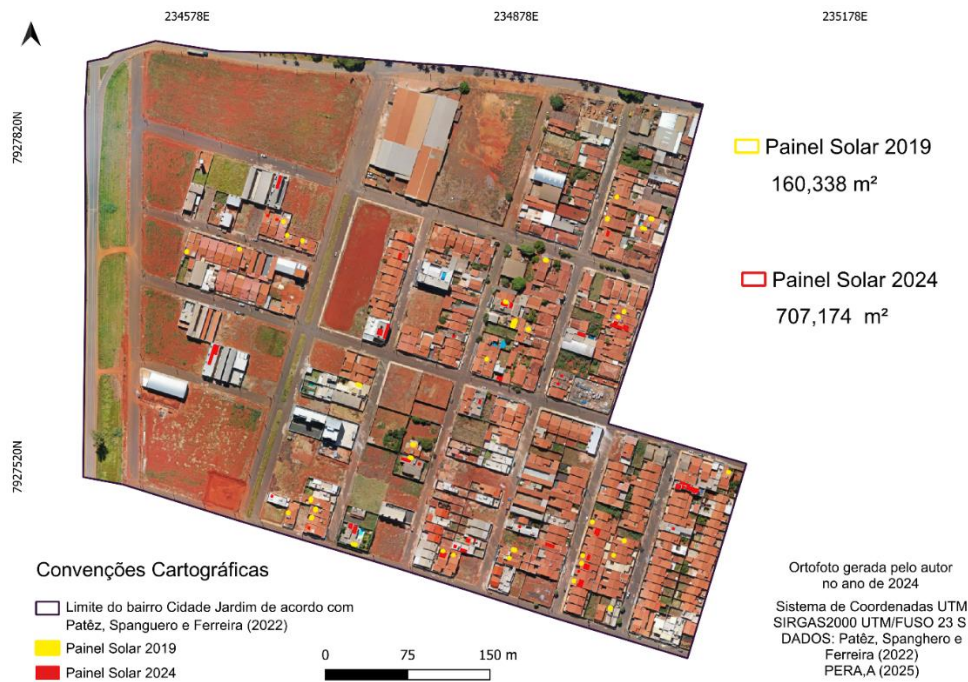 234578E
234878E
235178E
7927820N
7927520N
Painel Solar 2019
160,338 m²
Painel Solar 2024
707,174 m²
Convenções Cartográficas
Limite do bairro Cidade Jardim de acordo com
Patêz, Spanguero e Ferreira (2022)
Painel Solar 2019
Painel Solar 2024
0 75 150 m
Ortofoto gerada pelo autor
no ano de 2024
Sistema de Coordenadas UTM
SIRGAS2000 UTM/FUSO 23 S
DADOS: Patêz, Spanghero e
Ferreira (2022)
PERA,A (2025)